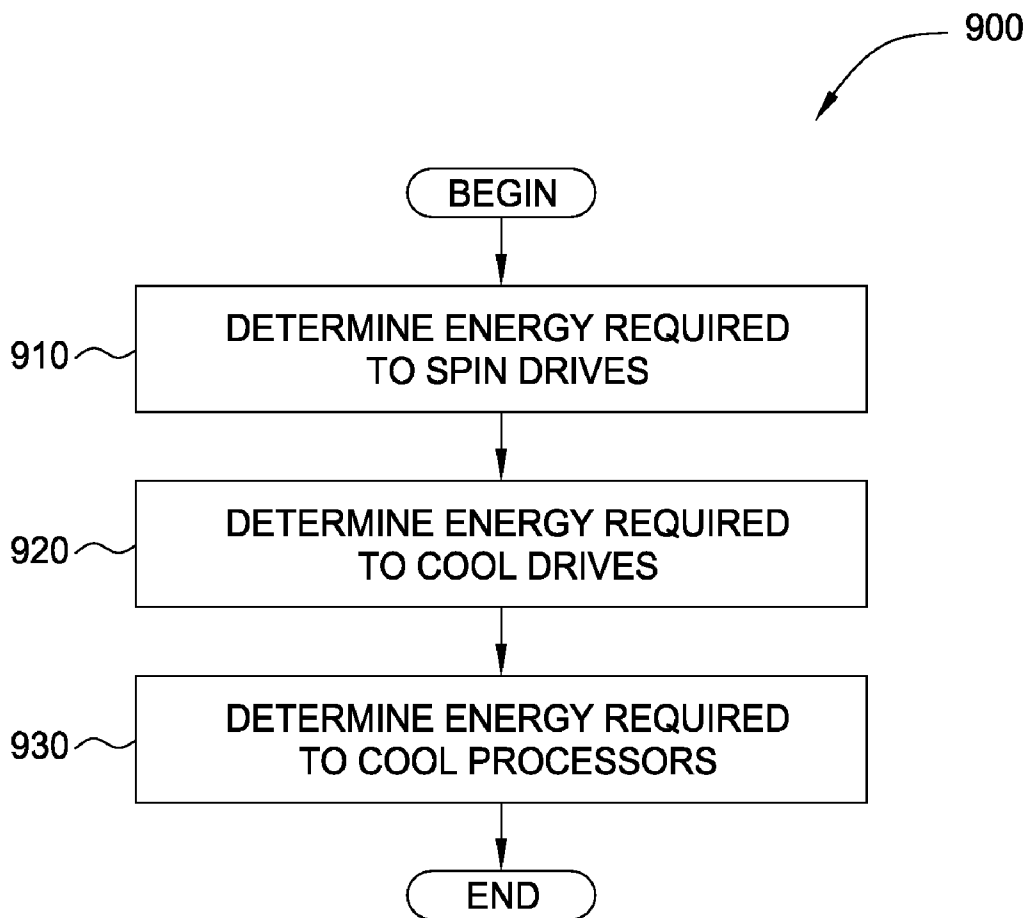 900
BEGIN
910
DETERMINE ENERGY REQUIRED
TO SPIN DRIVES
920
DETERMINE ENERGY REQUIRED
TO COOL DRIVES
930
DETERMINE ENERGY REQUIRED
TO COOL PROCESSORS
END